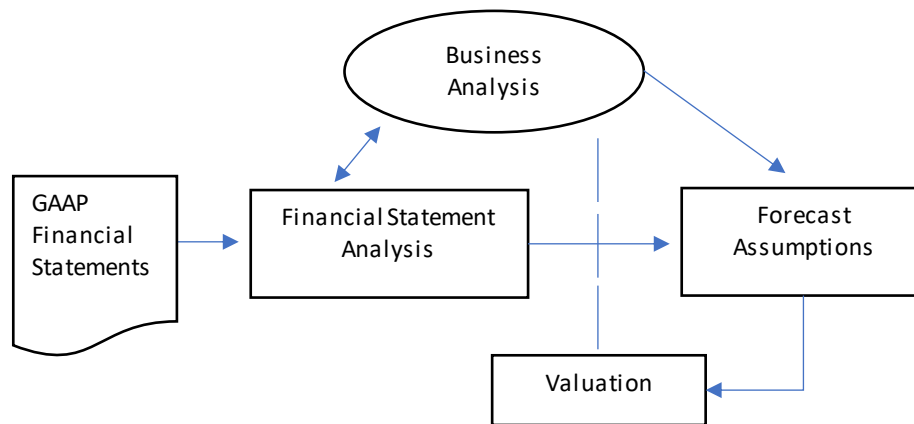 Business
Analysis
GAAP
Financial
Statements
Financial Statement
Analysis
Forecast
Assumptions
Valuation